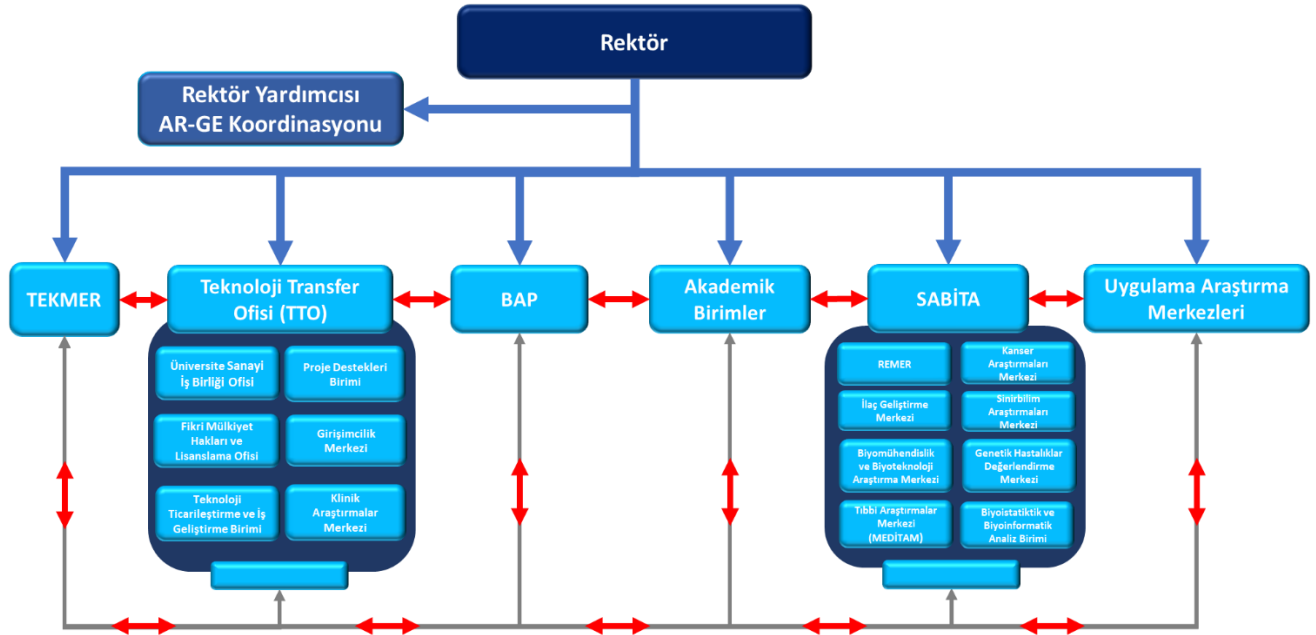 Rektör
Rektör Yardımcısı
AR-GE Koordinasyonu
TEKMER
Teknoloji Transfer
Ofisi (TTO)
BAP
Akademik
Birimler
SABİTA
Uygulama Araştırma
Merkezleri
Üniversite Sanayi
İş Birliği Ofisi
Proje Destekleri
Birimi
Fikri Mülkiyet
Hakları ve
Lisanslama Ofisi
Girişimcilik
Merkezi
Teknoloji
Ticarileştirme ve İş
Geliştirme Birimi
Klinik
Araştırmalar
Merkezi
REMER
Kanser
Araştırmaları
Merkezi
İlaç Geliştirme
Merkezi
Sinirbilim
Araştırmaları
Merkezi
Biyomühendislik
ve Biyoteknoloji
Araştırma Merkezi
Genetik Hastalıklar
Değerlendirme
Merkezi
Tıbbi Araştırmalar
Merkezi
(MEDİTAM)
Biyoistatiktik ve
Biyoinformatik
Analiz Birimi